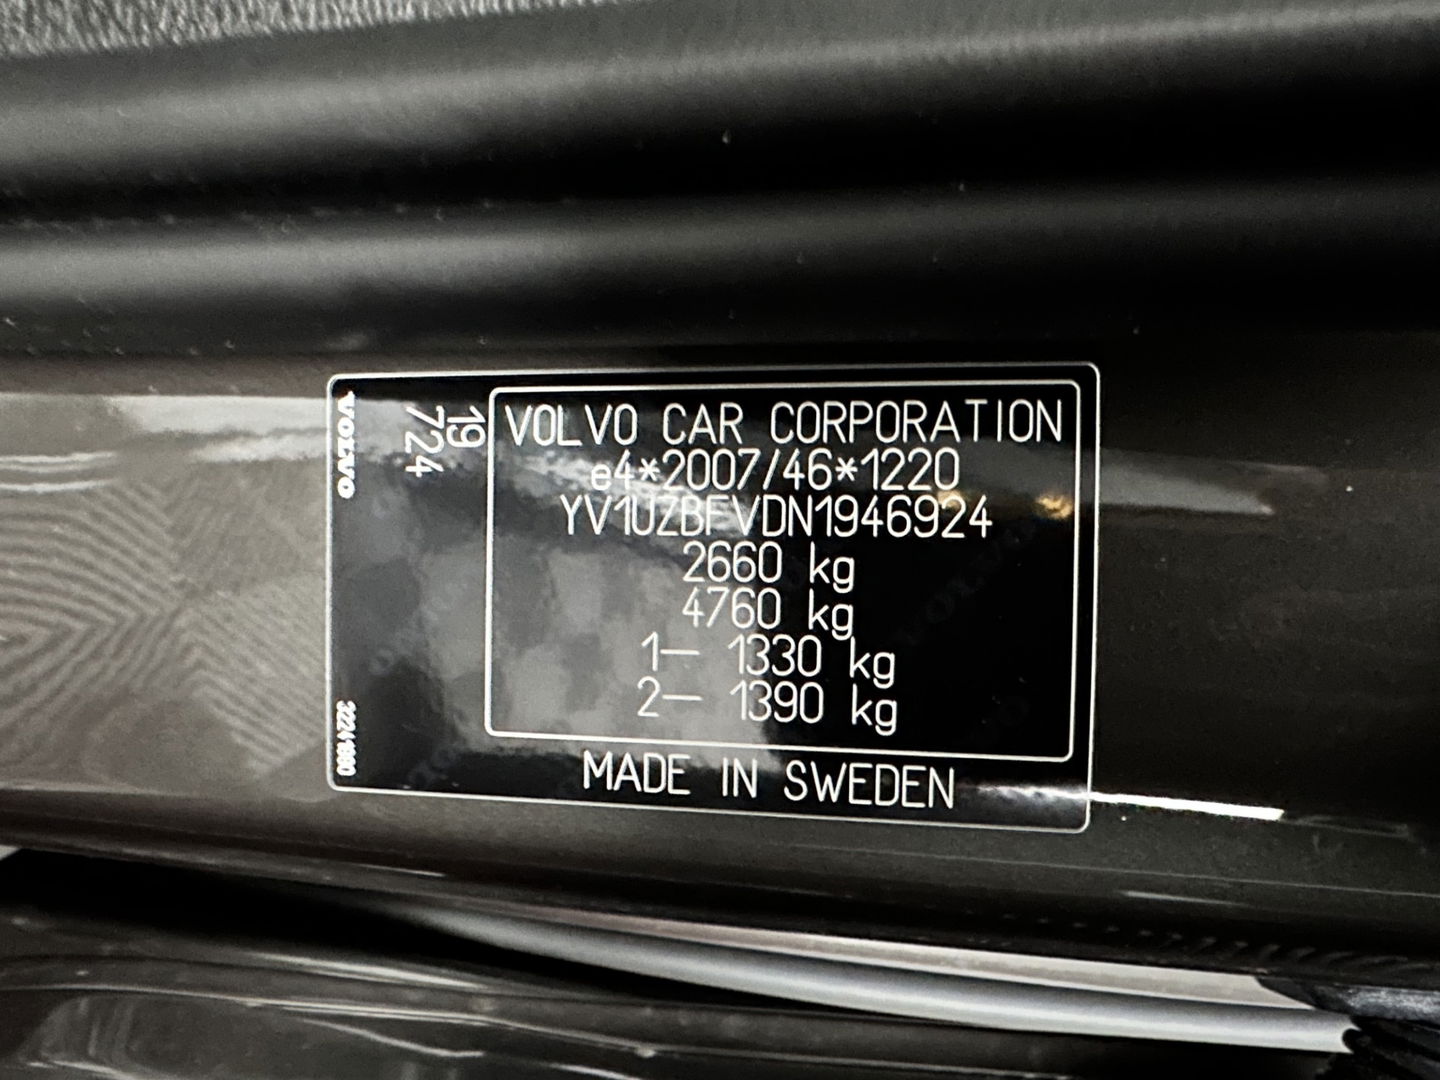 VOLVO CAR CORPORATION
e4*2007/46*1220
YV1UZBFVDN1946924
2660 kg
4760 kg
1— 1330 kg
2— 1390 kg
MADE IN SWEDEN
VOLVO
19
724
32241980